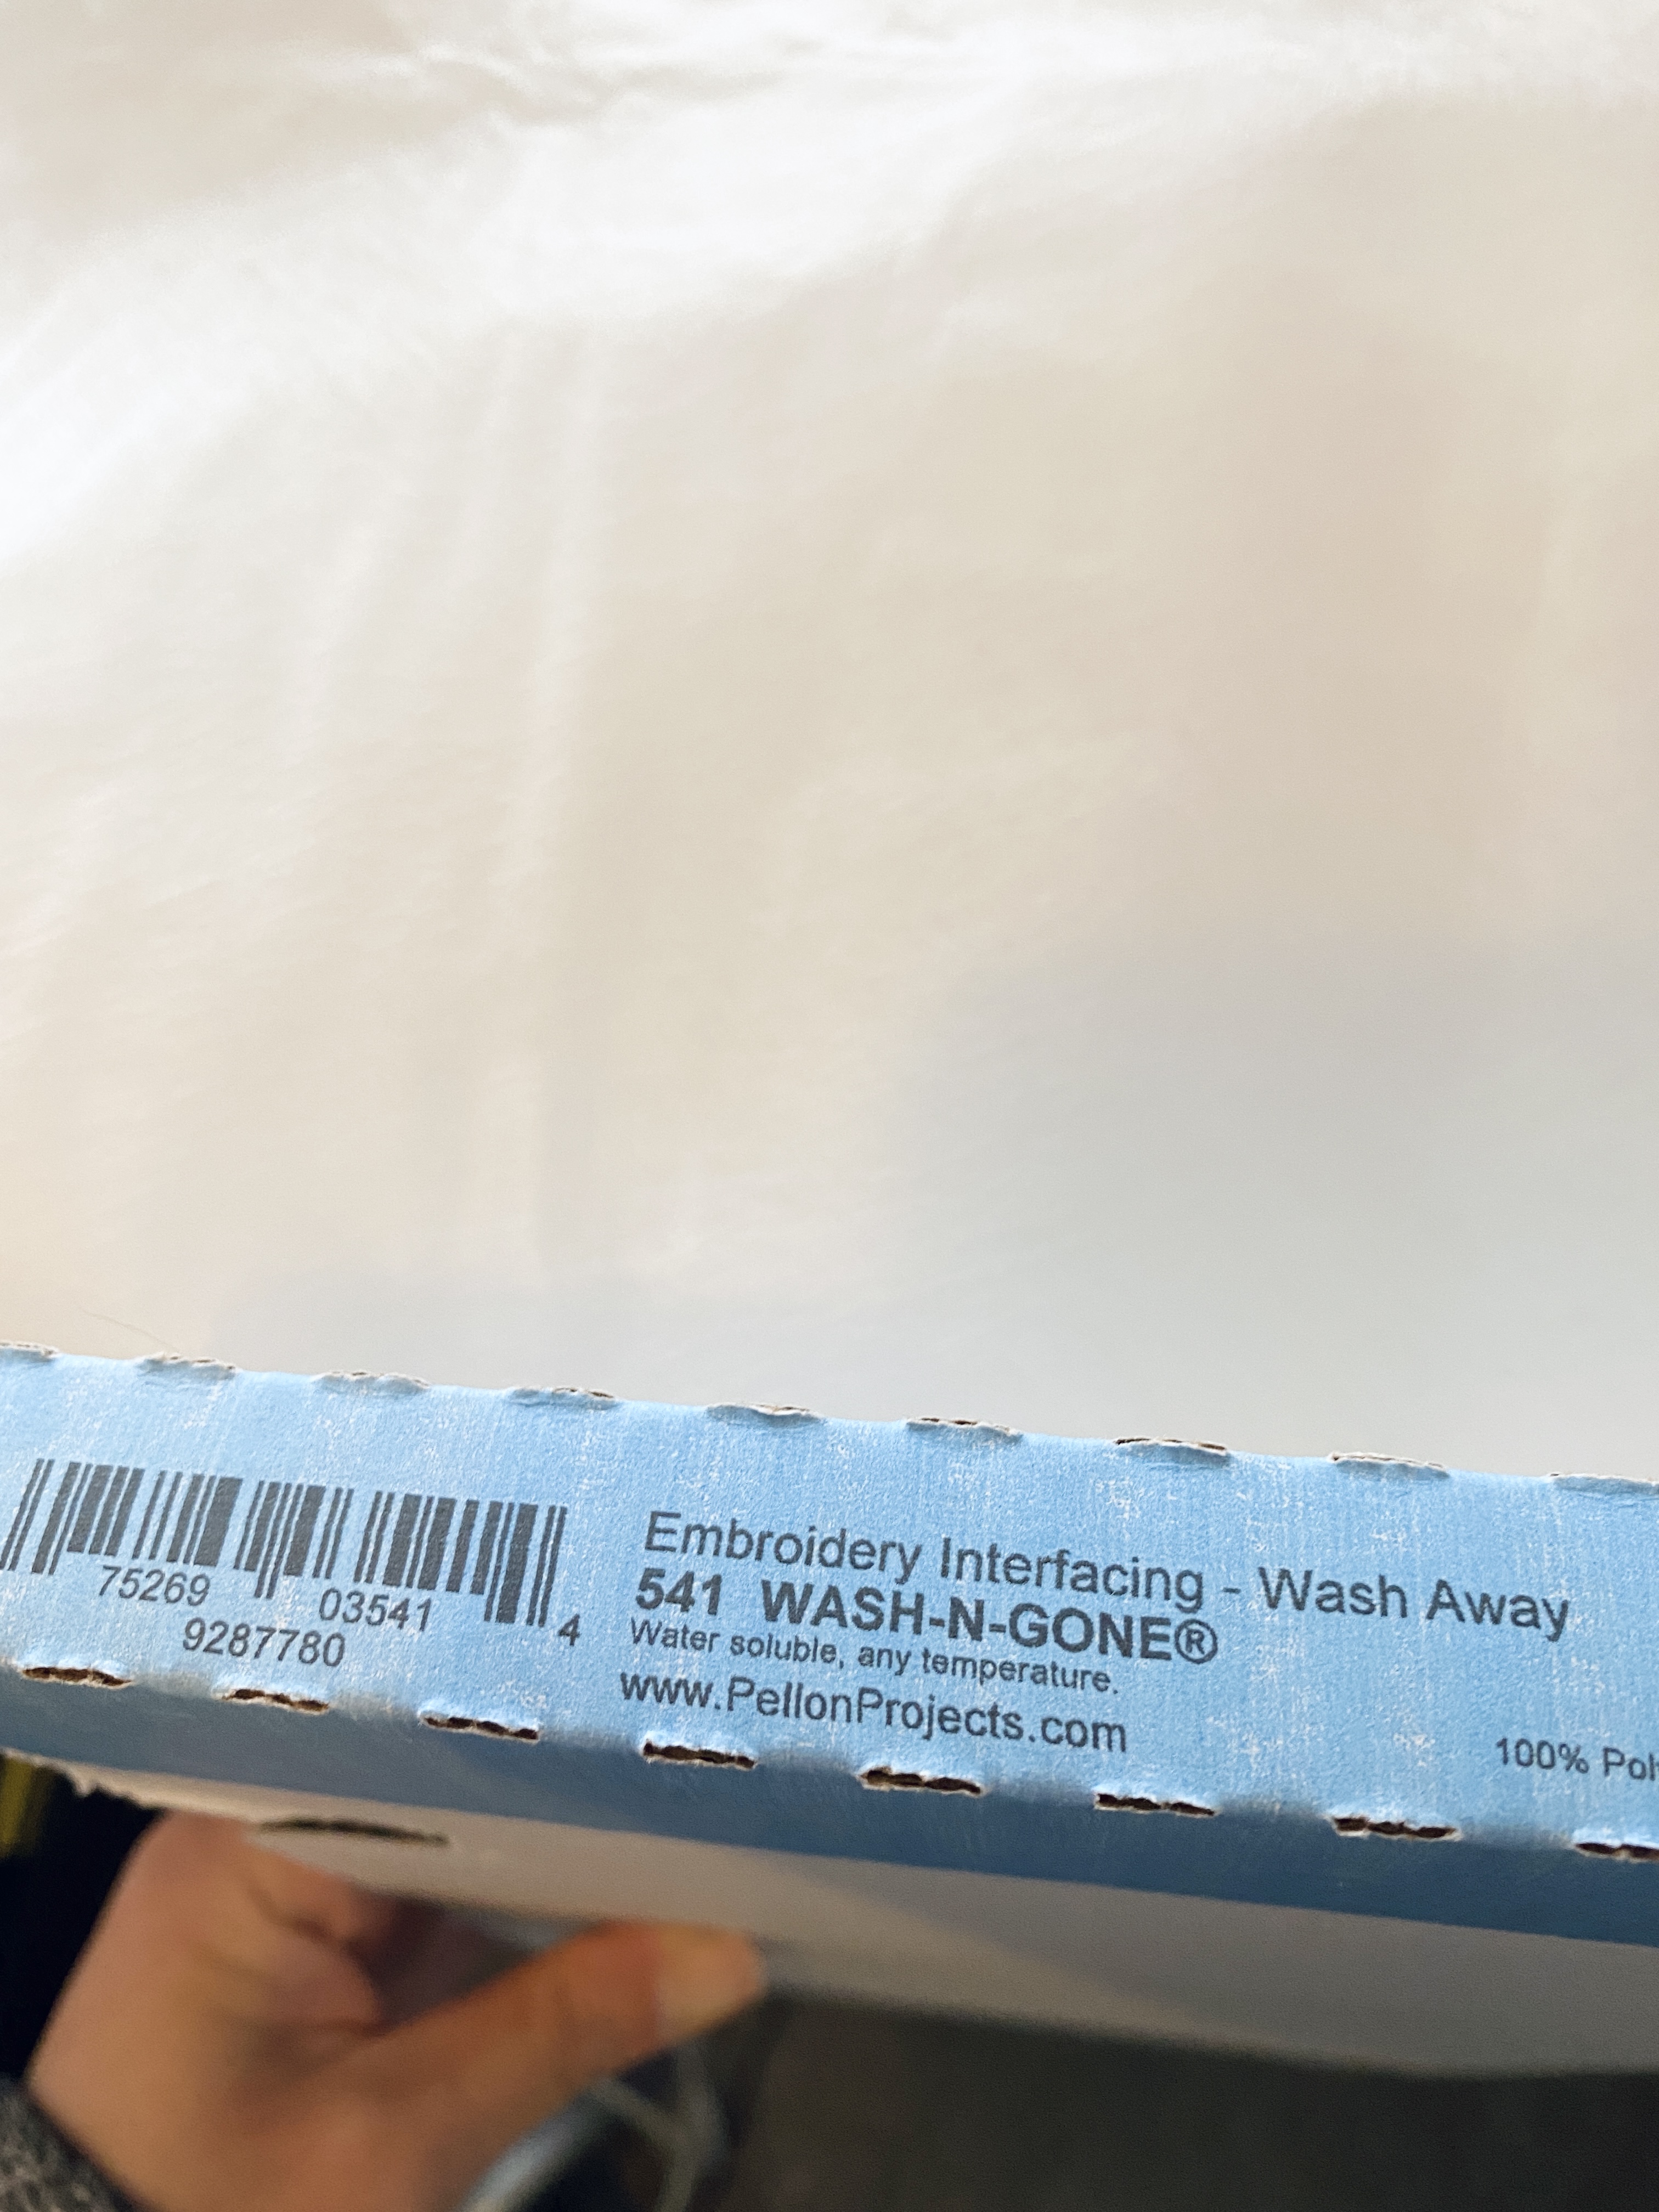 75269 03541 4
9287780
Embroidery Interfacing - Wash Away
541 WASH-N-GONE®
Water soluble, any temperature.
www.PellonProjects.com
100%